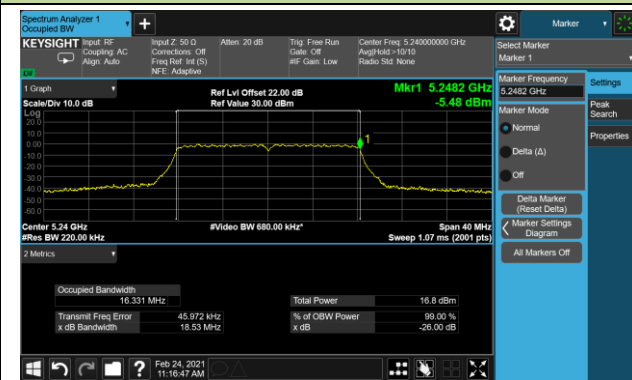 Spectrum Analyzer 1
Occupied BW
KEYSIGHT
Input: RF
Coupling: AC
Align: Auto
Input Z: 50 Ω
Corrections: Off
Freq Ref: Int (S)
NFE: Adaptive
Atten: 20 dB
Trig: Free Run
Gate: Off
#IF Gain: Low
Center Freq: 5.240000000 GHz
Avg|Hold:>10/10
Radio Std: None
1 Graph
Scale/Div 10.0 dB
Ref Lvl Offset 22.00 dB
Ref Value 30.00 dBm
Mkr1 5.2482 GHz
-5.48 dBm
Log
20.0
10.0
0.00
-10.0
-20.0
-30.0
-40.0
-50.0
-60.0
1
Center 5.24 GHz
#Res BW 220.00 kHz
#Video BW 680.00 kHz*
Span 40 MHz
Sweep 1.07 ms (2001 pts)
2 Metrics
Occupied Bandwidth
16.331 MHz
Transmit Freq Error 45.972 kHz
x dB Bandwidth 18.53 MHz
Total Power 16.8 dBm
% of OBW Power 99.00 %
x dB -26.00 dB
Feb 24, 2021
11:16:47 AM
Marker
Select Marker
Marker 1
Marker Frequency
5.2482 GHz
Marker Mode
Normal
Delta (Δ)
Off
Delta Marker
(Reset Delta)
Marker Settings
Diagram
All Markers Off
Settings
Peak
Search
Properties